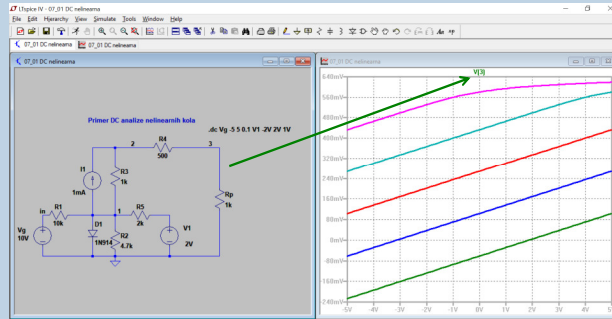 LTspice IV - 07_01 DC nelinearna
File Edit Hierarchy View Simulate Tools Window Help
07_01 DC nelinearna 07_01 DC nelinearna
07_01 DC nelinearna
Primer DC analize nelinearnih kola
.dc Vg -5 5 0.1 V1 -2V 2V 1V
2
R4
500
3
I1
1mA
R3
1k
Rp
1k
in
R1
10k
1
R5
2k
Vg
10V
D1
1N914
R2
4.7k
V1
2V
07_01 DC nelinearna
V(3)
640mV
560mV
480mV
400mV
320mV
240mV
160mV
80mV
0mV
-80mV
-160mV
-240mV
-5V -4V -3V -2V -1V 0V 1V 2V 3V 4V